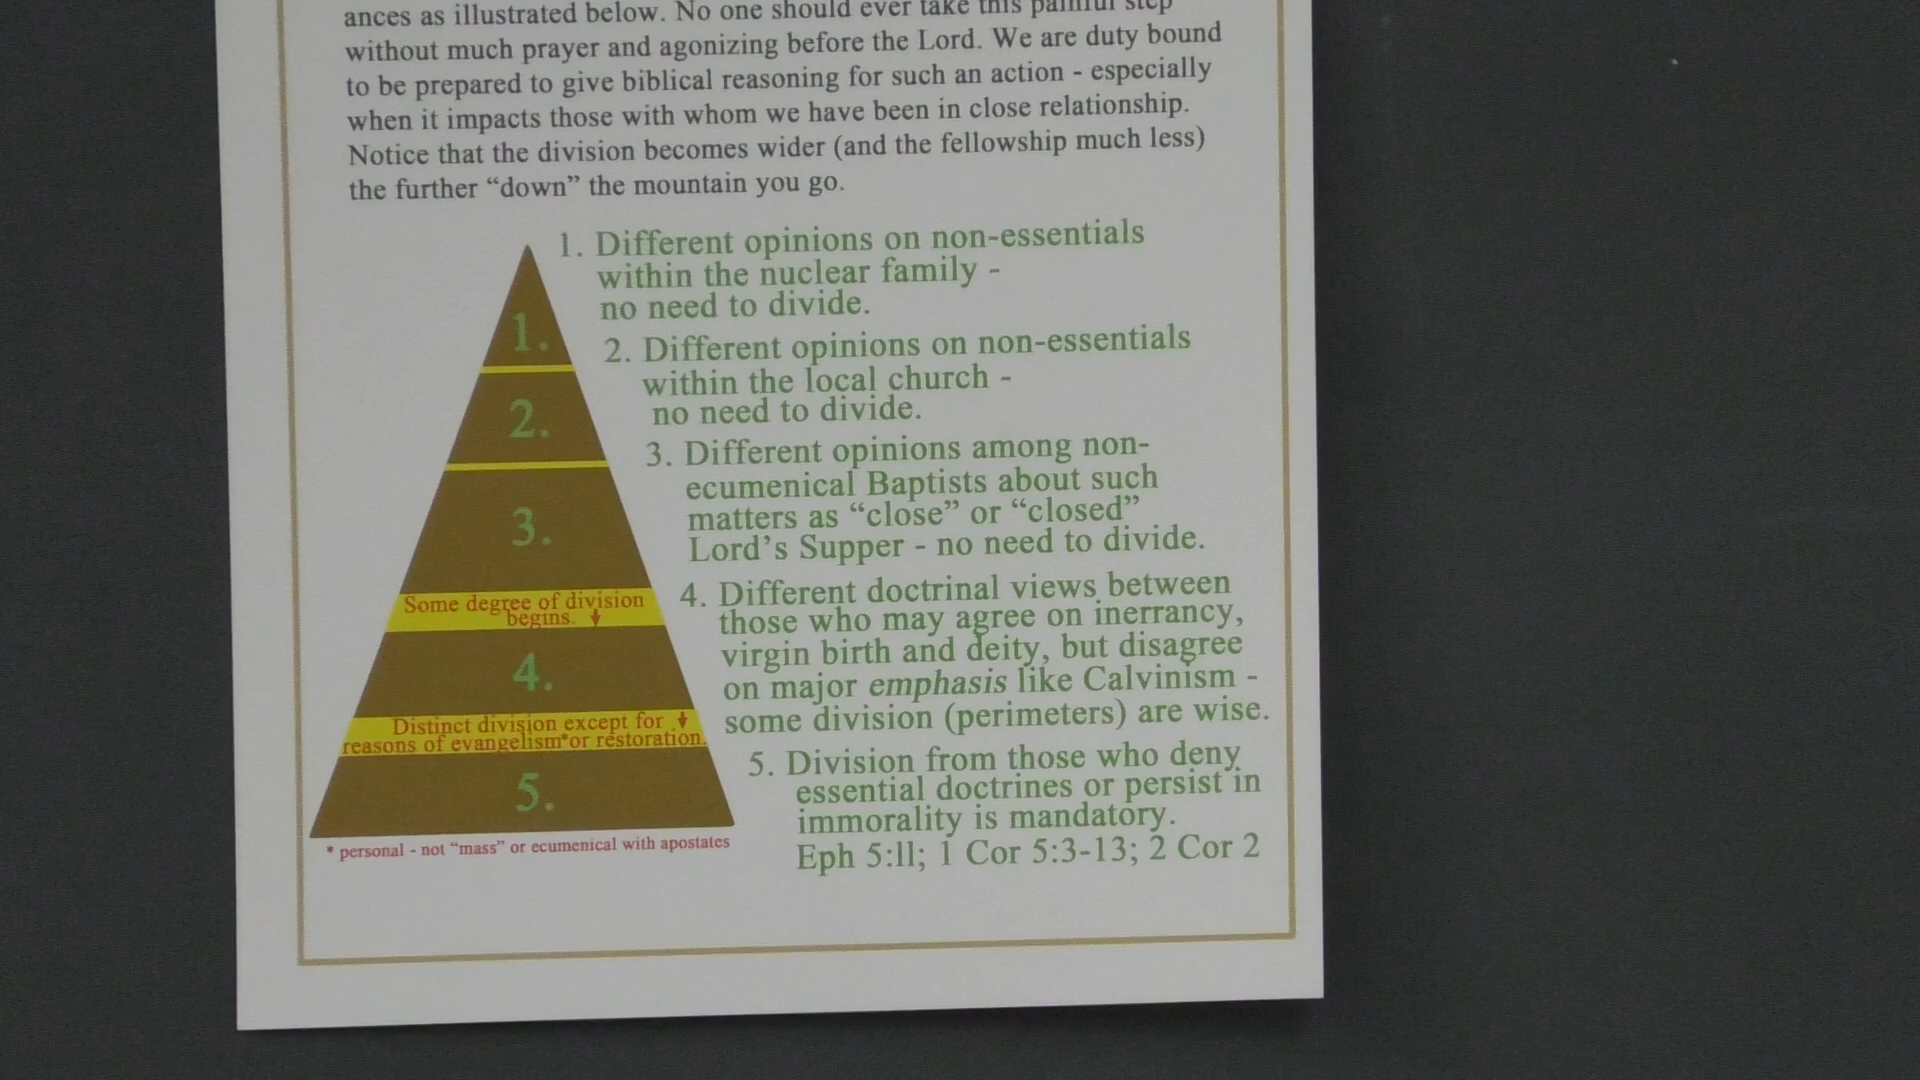 ances as illustrated below. No one should ever take this painful step
without much prayer and agonizing before the Lord. We are duty bound
to be prepared to give biblical reasoning for such an action - especially
when it impacts those with whom we have been in close relationship.
Notice that the division becomes wider (and the fellowship much less)
the further “down” the mountain you go.
1. Different opinions on non-essentials
within the nuclear family -
no need to divide.
2. Different opinions on non-essentials
within the local church -
no need to divide.
3. Different opinions among non-
ecumenical Baptists about such
matters as “close” or “closed”
Lord’s Supper - no need to divide.
4. Different doctrinal views between
those who may agree on inerrancy,
virgin birth and deity, but disagree
on major emphasis like Calvinism -
some division (perimeters) are wise.
5. Division from those who deny
essential doctrines or persist in
immorality is mandatory.
Eph 5:11; 1 Cor 5:3-13; 2 Cor 2
1.
2.
3.
Some degree of division
begins.
4.
Distinct division except for
reasons of evangelism*or restoration.
5.
* personal - not “mass” or ecumenical with apostates